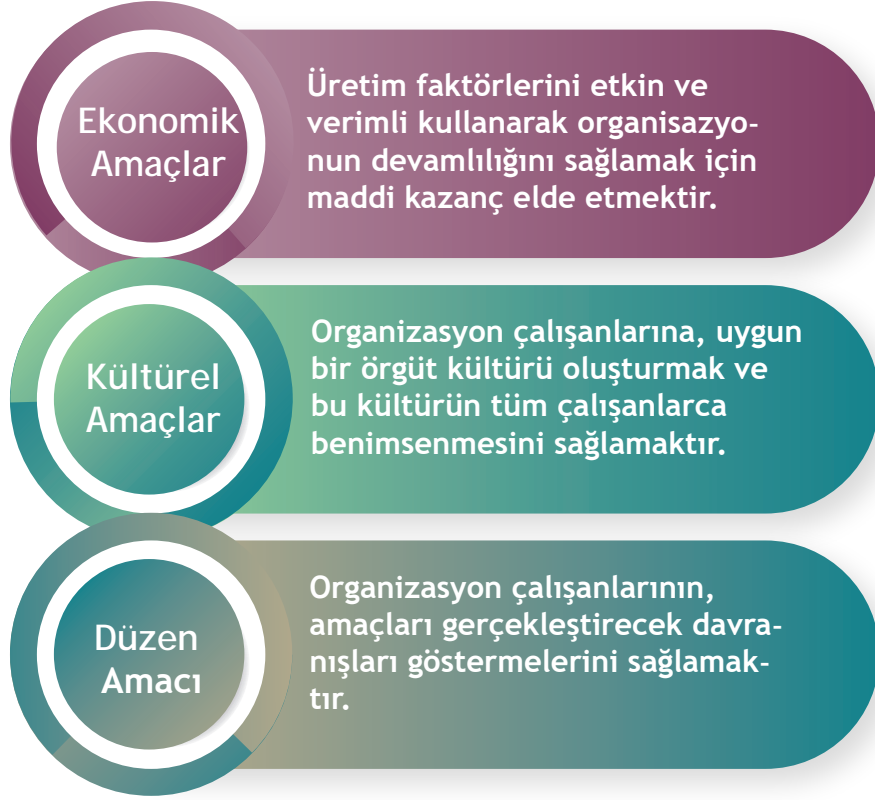 Ekonomik
Amaçlar
Üretim faktörlerini etkin ve
verimli kullanarak organisazyo-
nun devamlılığını sağlamak için
maddi kazanç elde etmektir.
Kültürel
Amaçlar
Organizasyon çalışanlarına, uygun
bir örgüt kültürü oluşturmak ve
bu kültürün tüm çalışanlarca
benimsenmesini sağlamaktır.
Düzen
Amacı
Organizasyon çalışanlarının,
amaçları gerçekleştirecek davra-
nışları göstermelerini sağlamak-
tır.